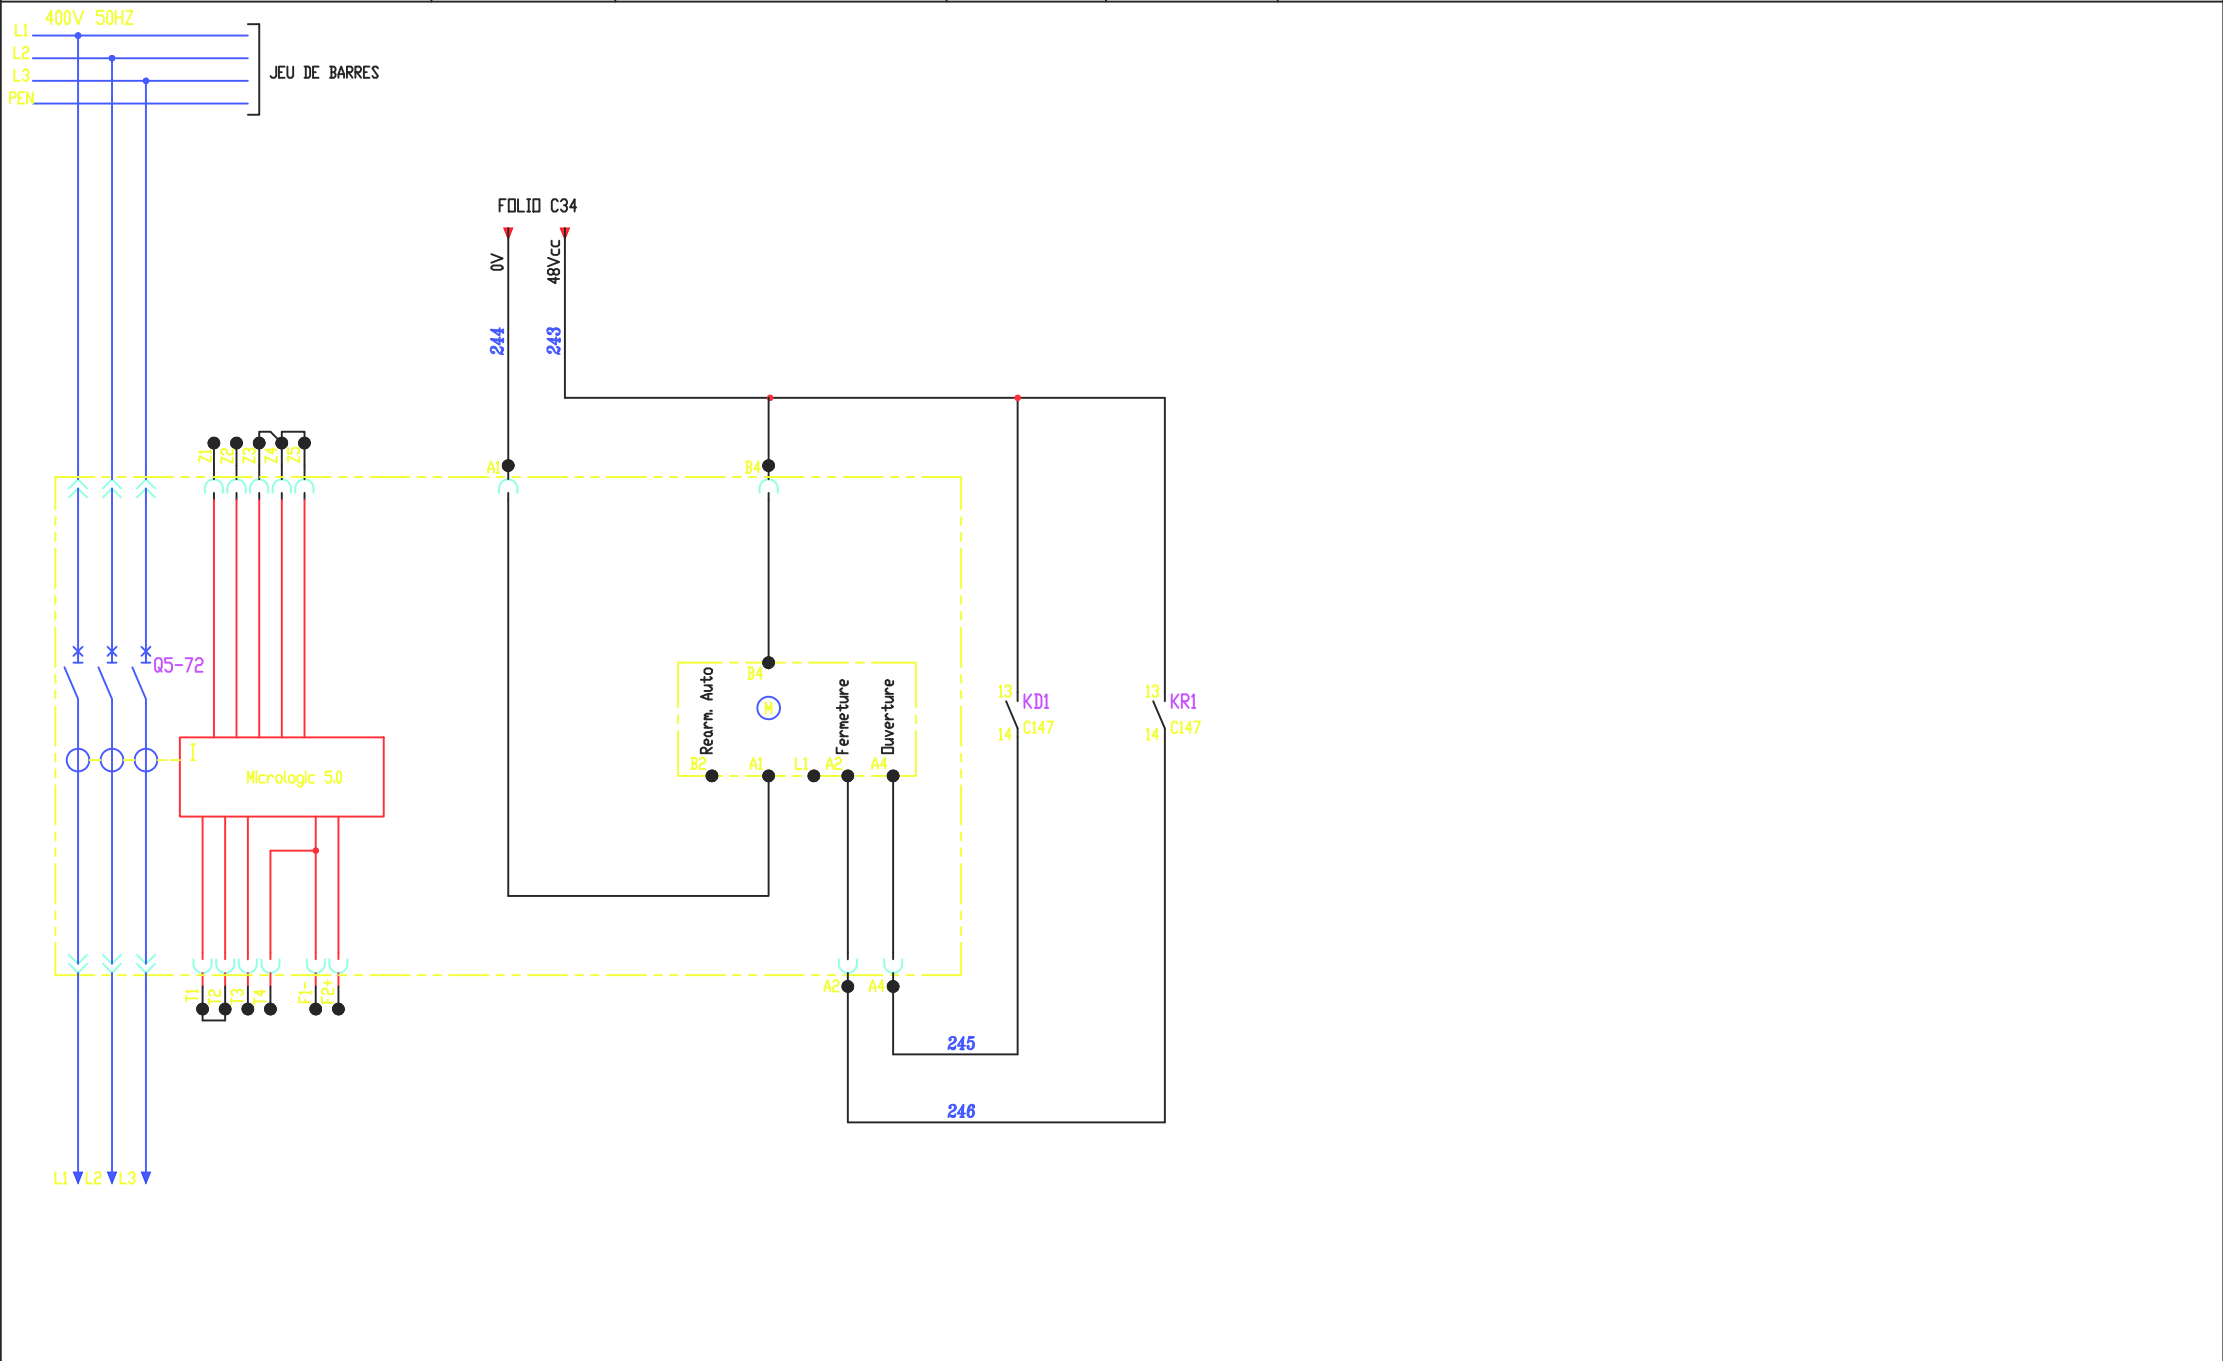 400V 50HZ
L1
L2
L3
PEN
JEU DE BARRES
FOLIO C34
0V
48Vcc
244
243
Z1
Z2
Z3
Z4
Z5
A1
B4
Q5-72
I
Micrologic 5.0
Rearm. Auto
B4
M
Fermeture
Ouverture
B2
A1
L1
A2
A4
13
KD1
C147
14
13
KR1
C147
14
T1
T2
T3
T4
F1-
F2+
A2
A4
245
246
L1
L2
L3